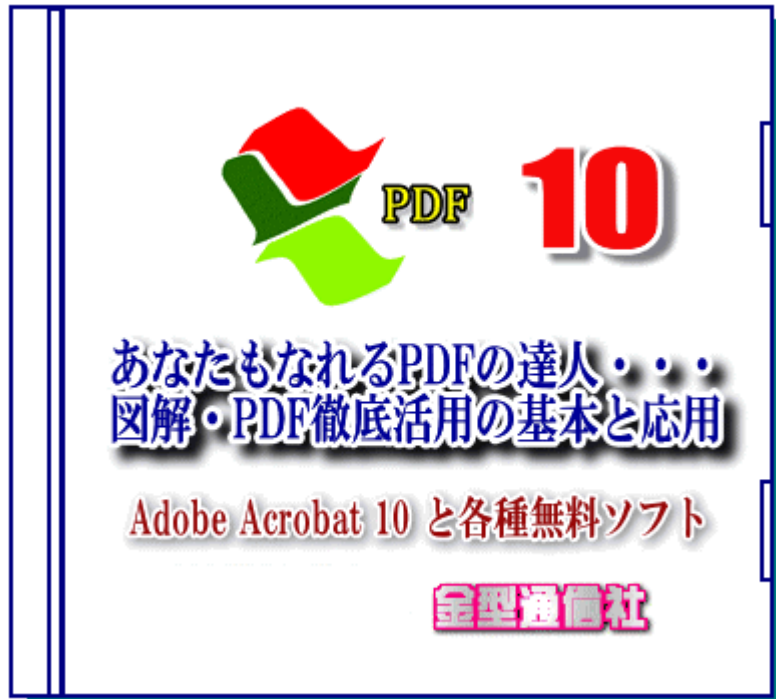 PDF 10
あなたもなれるPDFの達人・・・
図解・PDF徹底活用の基本と応用
Adobe Acrobat 10 と各種無料ソフト
金型通信社